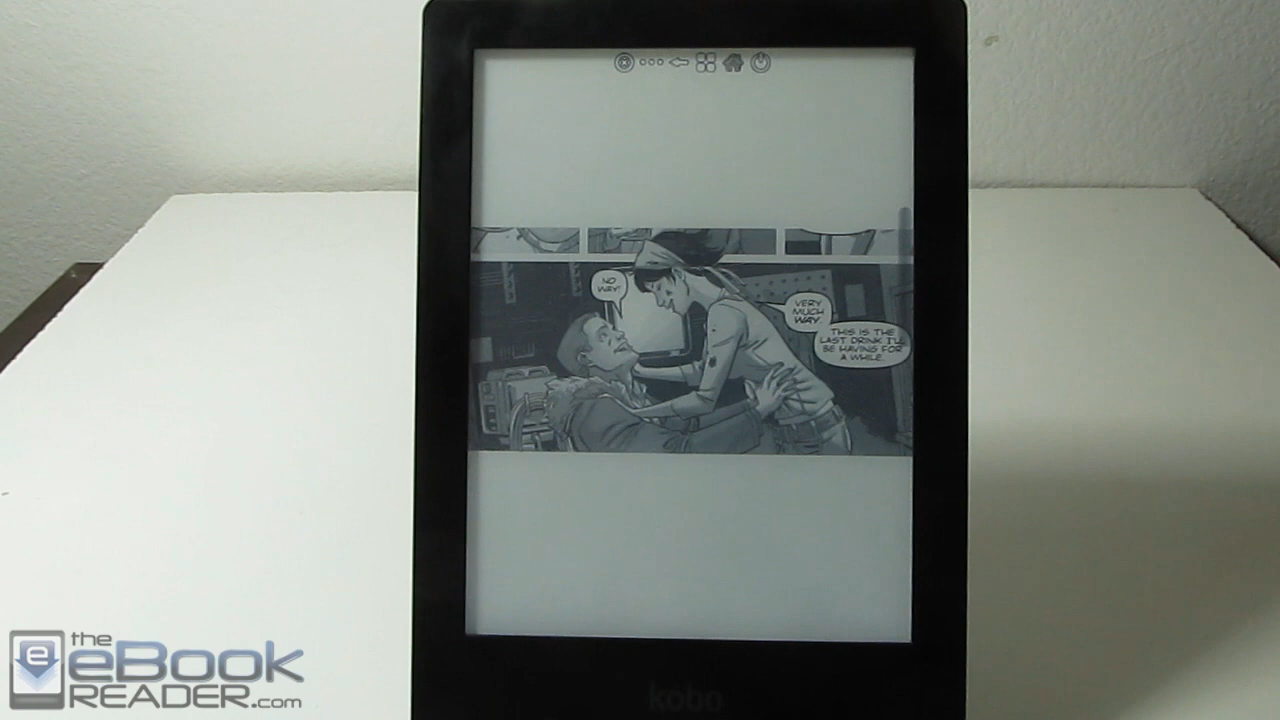 NO
WAY!
VERY
MUCH
WAY.
THIS IS THE
LAST DRINK I'LL
BE HAVING FOR
A WHILE.
kobo
the
eBook
READER.com